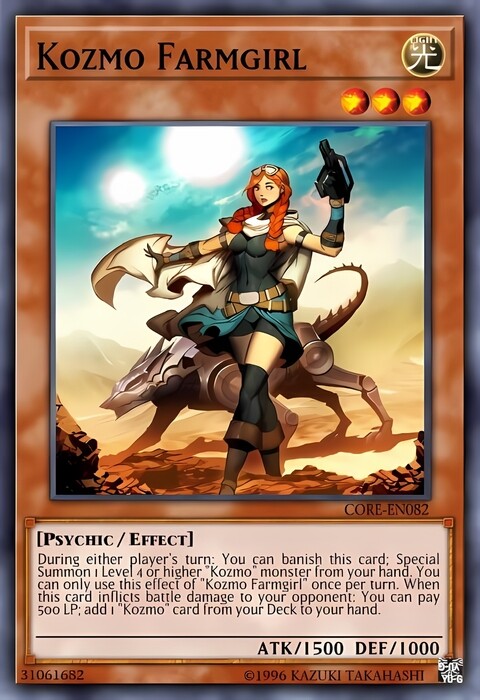 Kozmo Farmgirl
LIGHT
光
CORE-EN082
[Psychic / Effect]
During either player's turn: You can banish this card; Special
Summon 1 Level 4 or higher "Kozmo" monster from your hand. You
can only use this effect of "Kozmo Farmgirl" once per turn. When
this card inflicts battle damage to your opponent: You can pay
500 LP; add 1 "Kozmo" card from your Deck to your hand.
ATK/1500 DEF/1000
31061682
©1996 KAZUKI TAKAHASHI